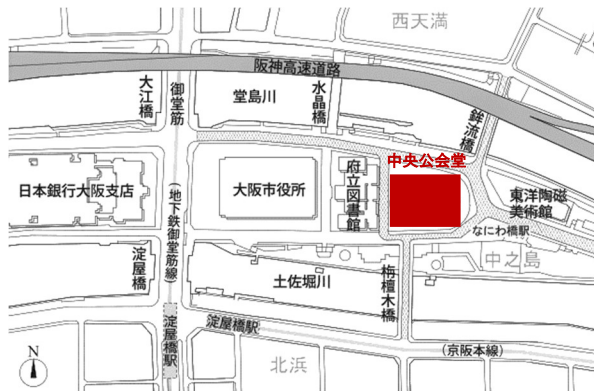 西天満
阪神高速道路
大江橋
御堂筋
堂島川
水晶橋
鉾流橋
中央公会堂
日本銀行大阪支店
大阪市役所
府立図書館
東洋陶磁
美術館
なにわ橋駅
(地下鉄御堂筋線)
中之島
淀屋橋
土佐堀川
栴檀木橋
淀屋橋駅
淀屋橋駅
(京阪本線)
北浜
N